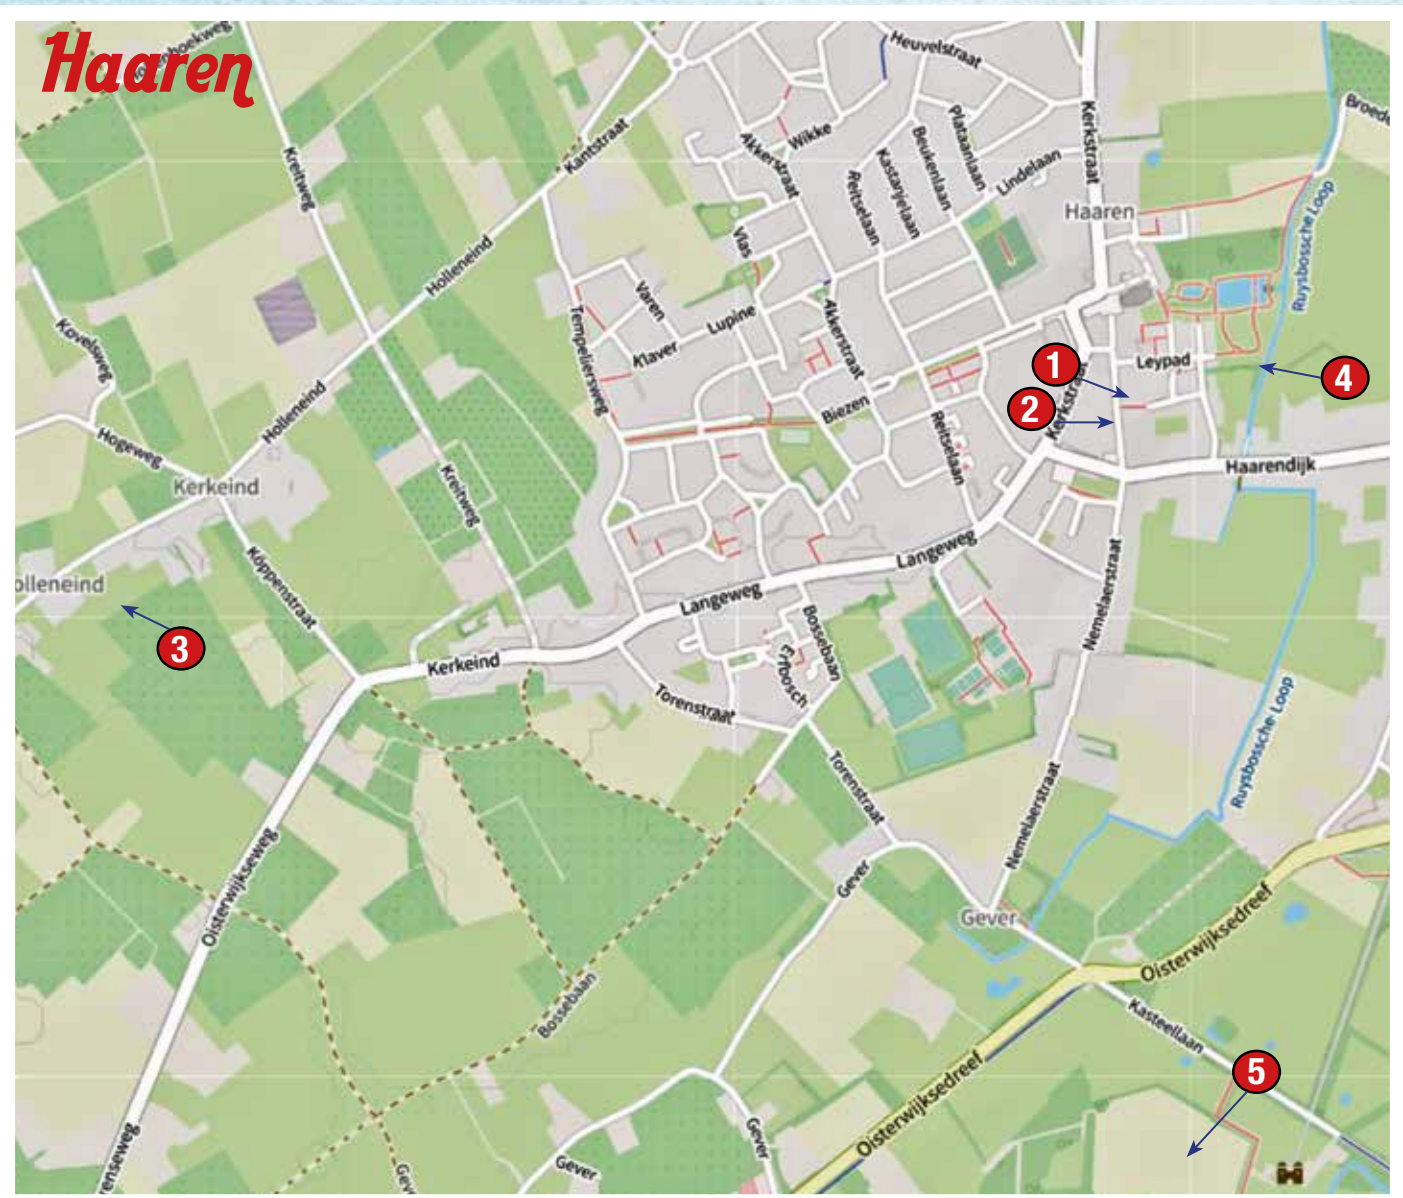 Haaren
Heuvelstraat
Kerkstraat
Kreitweg
Kantstraat
Akkerstraat
Wikke
Plataanlaan
Beukenlaan
Kastanjelaan
Reitselaan
Lindelaan
Haaren
Ruysbossche Loop
Vlas
Holleneind
Varen
Lupine
Klaver
Tempelierseweg
Akkerstraat
Kovelsweg
Leypad
1
4
2
Kerkstraat
Biezen
Reitselaan
Holleneind
Hogeweg
Kerkeind
Kreitweg
Haarendijk
Langeweg
Köppenstraat
olleneind
Langeweg
Nemelaerstraat
3
Kerkeind
Bossebaan
Erfbosch
Torenstraat
Ruysbossche Loop
Torenstraat
Nemelaerstraat
Oisterwijkseweg
Gever
Gever
Oisterwijksedreef
Bossebaan
Kasteellaan
5
Oisterwijksedreef
Gever
Gever